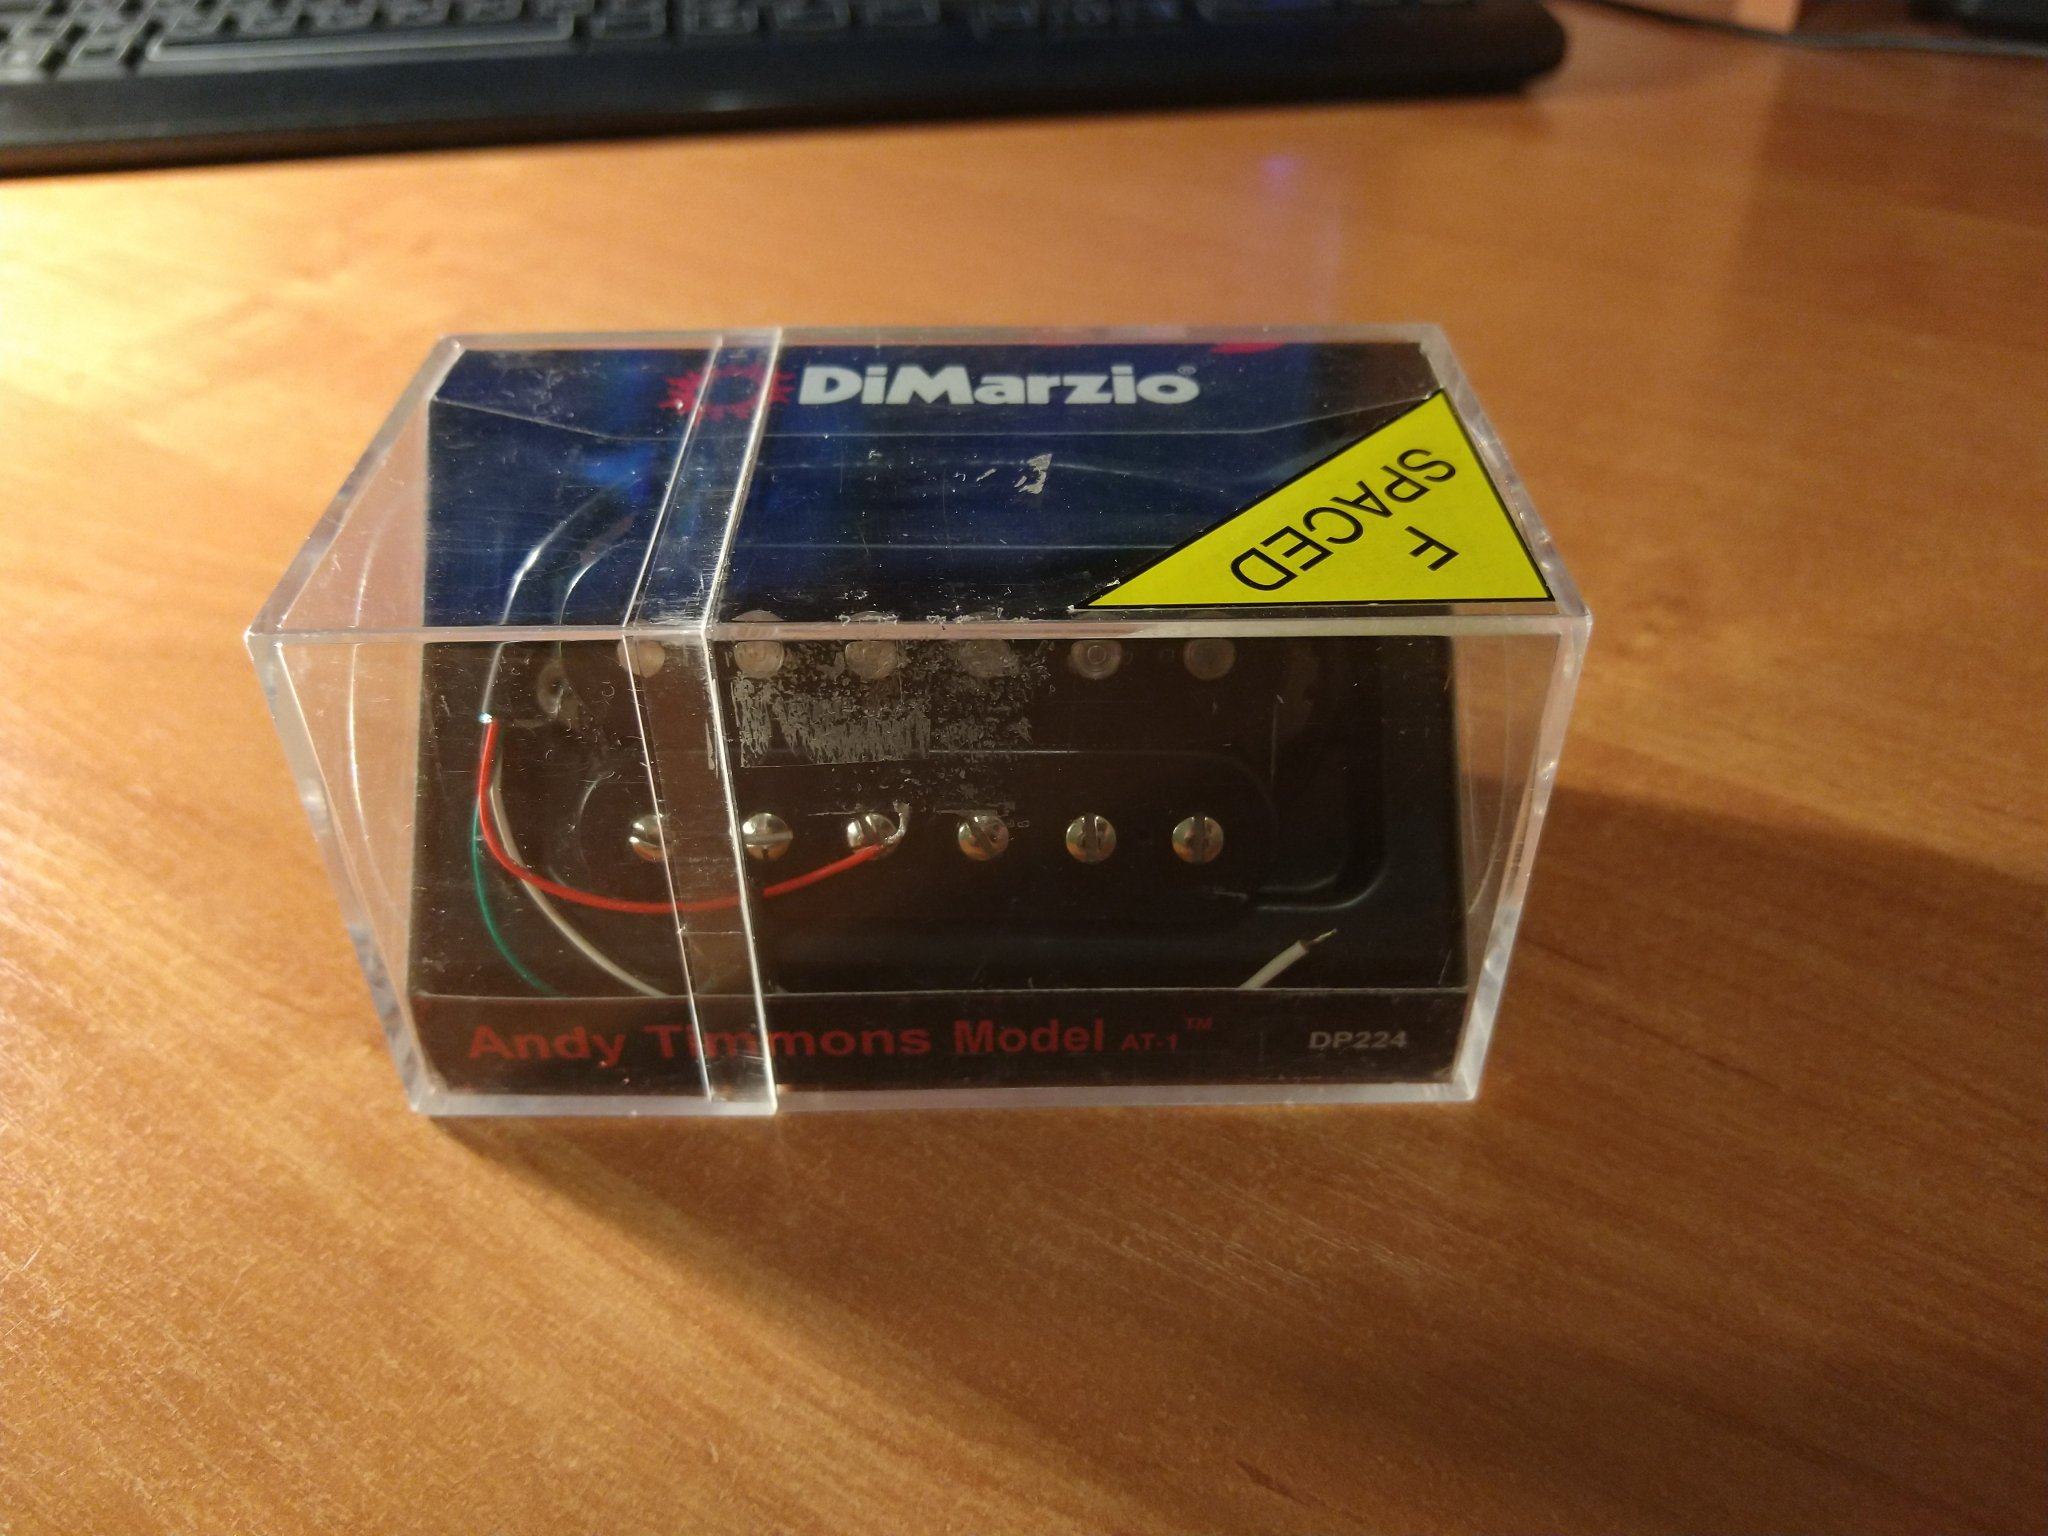 DiMarzio®
F
SPACED
Andy Timmons Model AT-1™
DP224